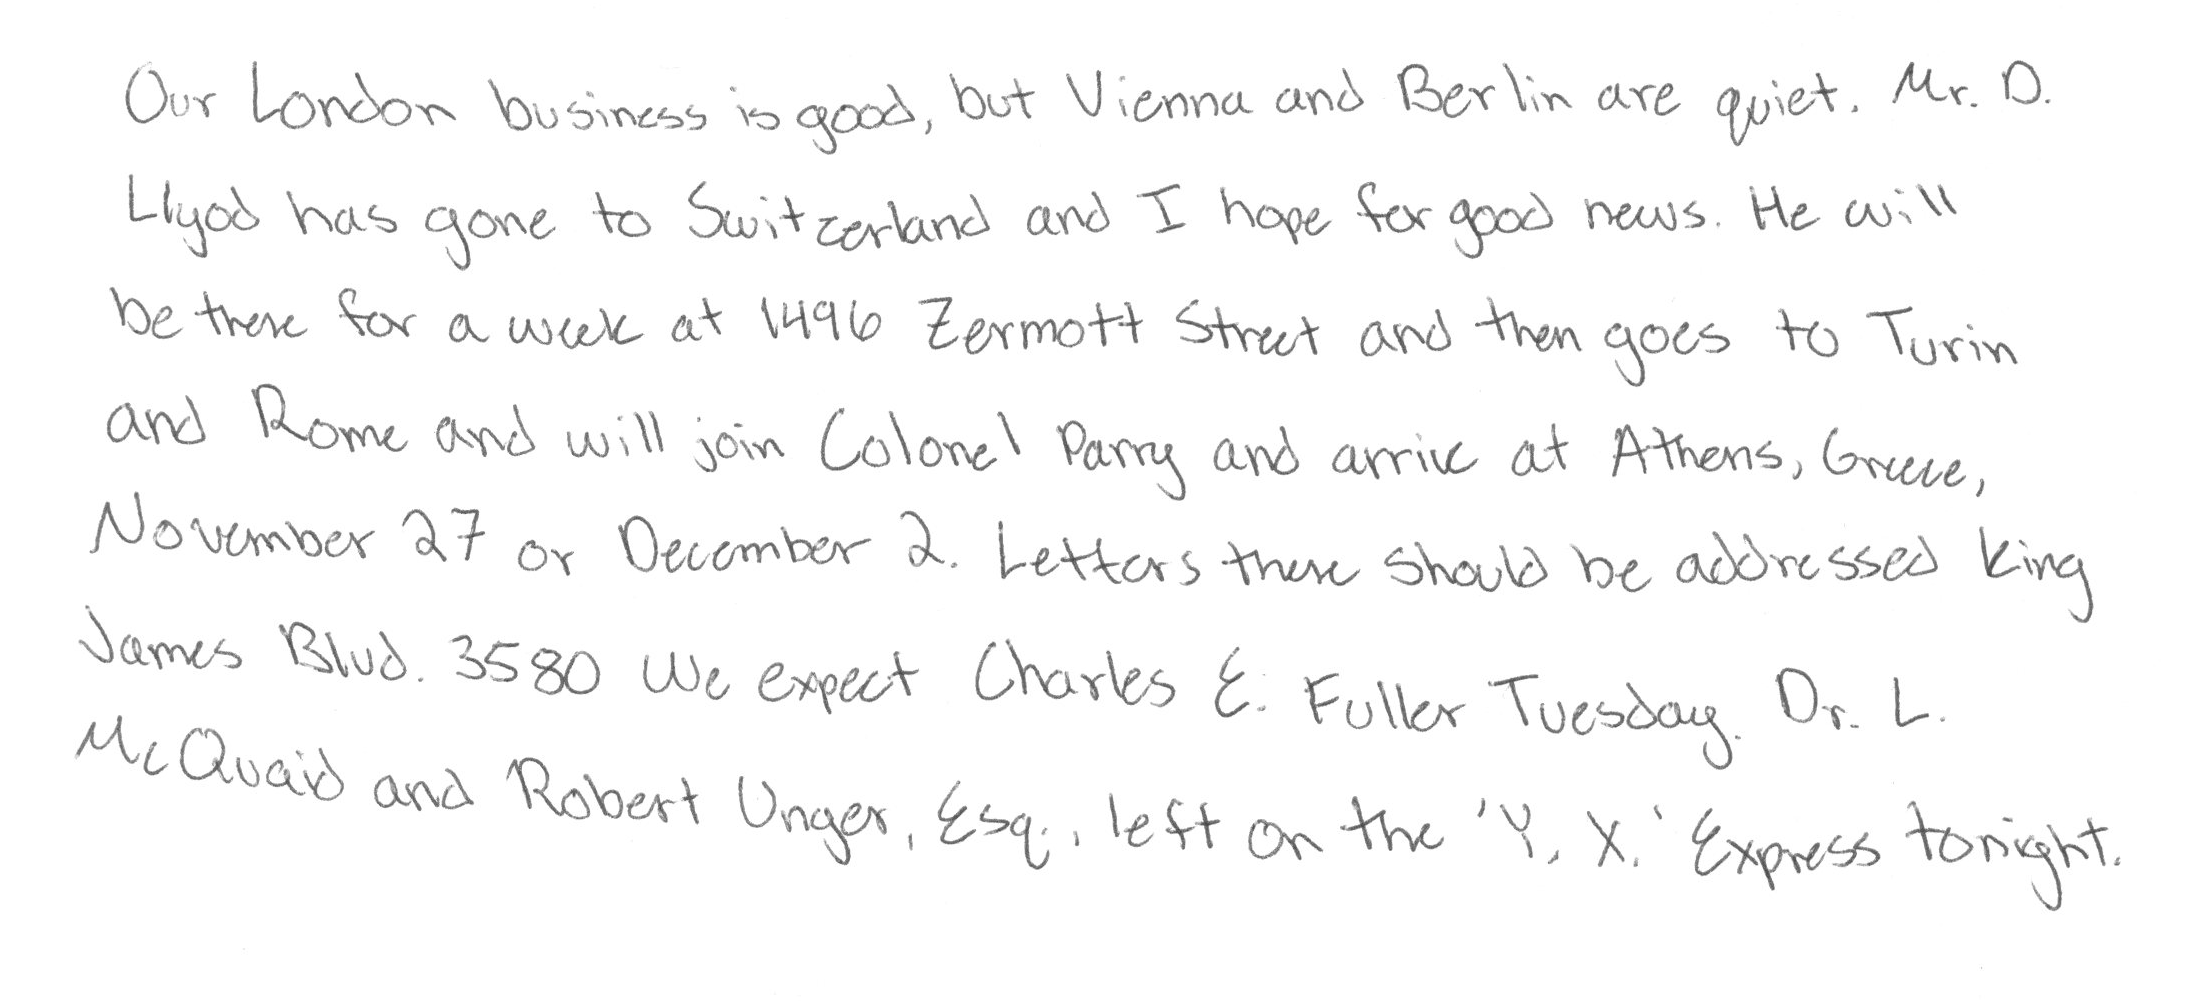 Our London business is good, but Vienna and Berlin are quiet. Mr. D.
Llyod has gone to Switzerland and I hope for good news. He will
be there for a week at 1496 Zermott Street and then goes to Turin
and Rome and will join Colonel Parry and arrive at Athens, Greece,
November 27 or December 2. Letters there should be addressed King
James Blvd. 3580 We expect Charles E. Fuller Tuesday. Dr. L.
McQuaid and Robert Unger, Esq., left on the 'Y, X.' Express tonight.